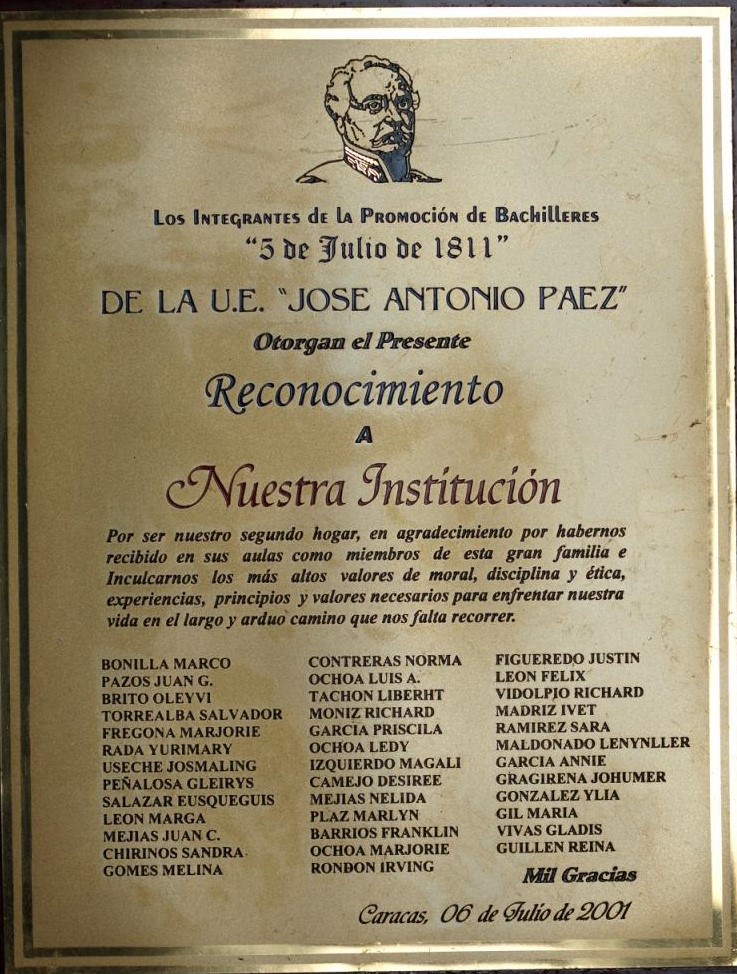 Los Integrantes de la Promoción de Bachilleres
"5 de Julio de 1811"
DE LA U.E. "JOSE ANTONIO PAEZ"
Otorgan el Presente
Reconocimiento
A
Nuestra Institución
Por ser nuestro segundo hogar, en agradecimiento por habernos
recibido en sus aulas como miembros de esta gran familia e
Inculcarnos los más altos valores de moral, disciplina y ética,
experiencias, principios y valores necesarios para enfrentar nuestra
vida en el largo y arduo camino que nos falta recorrer.
BONILLA MARCO
PAZOS JUAN G.
BRITO OLEYVI
TORREALBA SALVADOR
FREGONA MARJORIE
RADA YURIMARY
USECHE JOSMALING
PEÑALOSA GLEIRYS
SALAZAR EUSQUEGUIS
LEON MARGA
MEJIAS JUAN C.
CHIRINOS SANDRA
GOMES MELINA
CONTRERAS NORMA
OCHOA LUIS A.
TACHON LIBERHT
MONIZ RICHARD
GARCIA PRISCILA
OCHOA LEDY
IZQUIERDO MAGALI
CAMEJO DESIREE
MEJIAS NELIDA
PLAZ MARLYN
BARRIOS FRANKLIN
OCHOA MARJORIE
RONDON IRVING
FIGUEREDO JUSTIN
LEON FELIX
VIDOLPIO RICHARD
MADRIZ IVET
RAMIREZ SARA
MALDONADO LENYNLLER
GARCIA ANNIE
GRAGIRENA JOHUMER
GONZALEZ YLIA
GIL MARIA
VIVAS GLADIS
GUILLEN REINA
Mil Gracias
Caracas, 06 de Julio de 2001